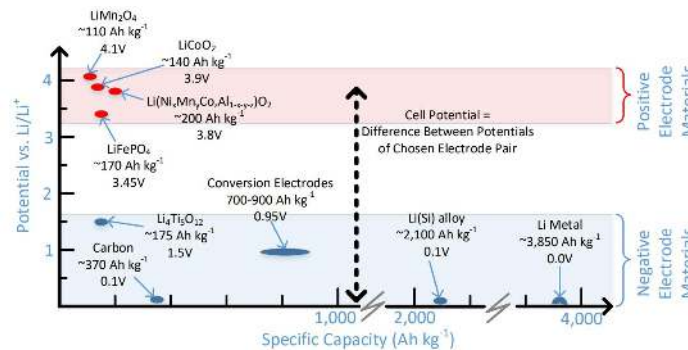 LiMn₂O₄
~110 Ah kg⁻¹
4.1V
LiCoO₂
~140 Ah kg⁻¹
3.9V
~200 Ah kg⁻¹
3.8V
LiFePO₄
~170 Ah kg⁻¹
3.45V
Cell Potential =
Difference Between Potentials
of Chosen Electrode Pair
Conversion Electrodes
700-900 Ah kg⁻¹
0.95V
Li₄Ti₅O₁₂
~175 Ah kg⁻¹
1.5V
Carbon
~370 Ah kg⁻¹
0.1V
Li(Si) alloy
~2,100 Ah kg⁻¹
0.1V
Li Metal
~3,850 Ah kg⁻¹
0.0V
Potential vs. Li/Li⁺
4
3
2
1
1,000
2,000
4,000
Specific Capacity (Ah kg⁻¹)
Positive
Electrode
Materials
Negative
Electrode
Materials